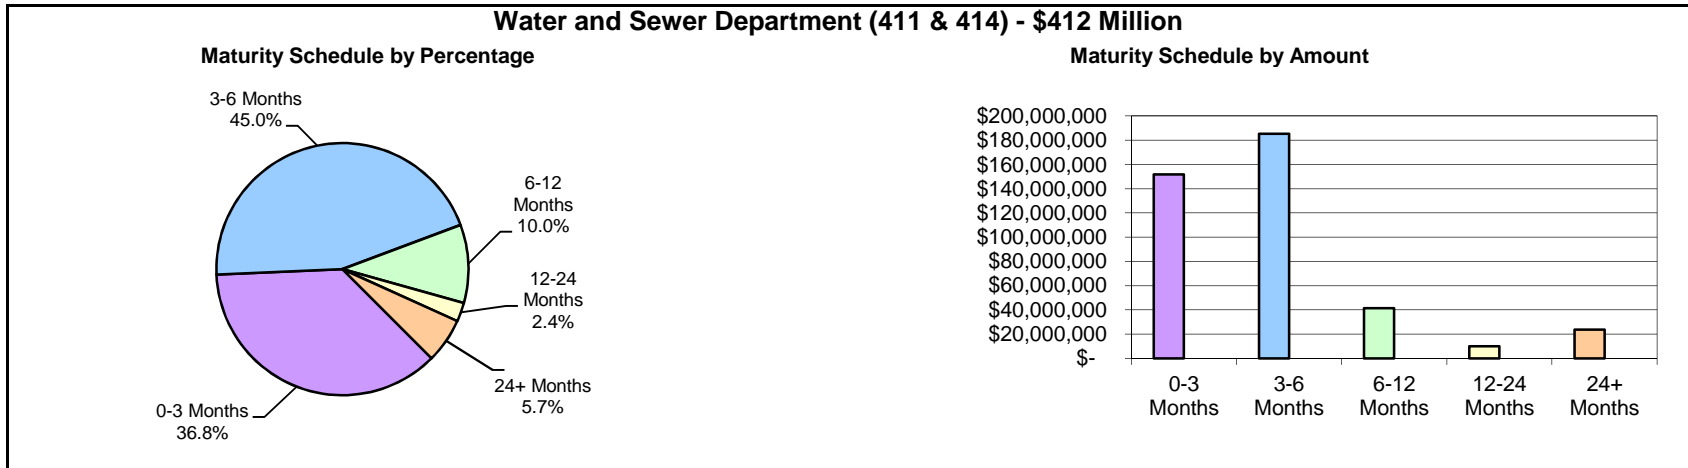 Water and Sewer Department (411 & 414) - $412 Million
Maturity Schedule by Percentage
3-6 Months
45.0%
6-12
Months
10.0%
12-24
Months
2.4%
24+ Months
5.7%
0-3 Months
36.8%
Maturity Schedule by Amount
$200,000,000
$180,000,000
$160,000,000
$140,000,000
$120,000,000
$100,000,000
$80,000,000
$60,000,000
$40,000,000
$20,000,000
$-
0-3 3-6 6-12 12-24 24+
Months Months Months Months Months